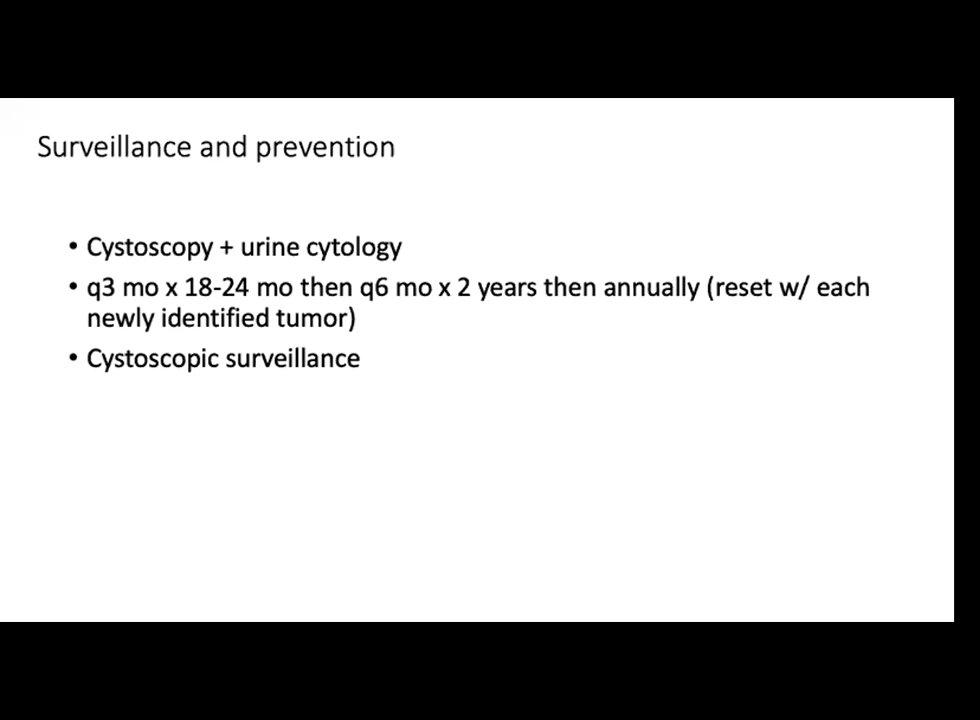 Surveillance and prevention
• Cystoscopy + urine cytology
• q3 mo x 18-24 mo then q6 mo x 2 years then annually (reset w/ each
newly identified tumor)
• Cystoscopic surveillance